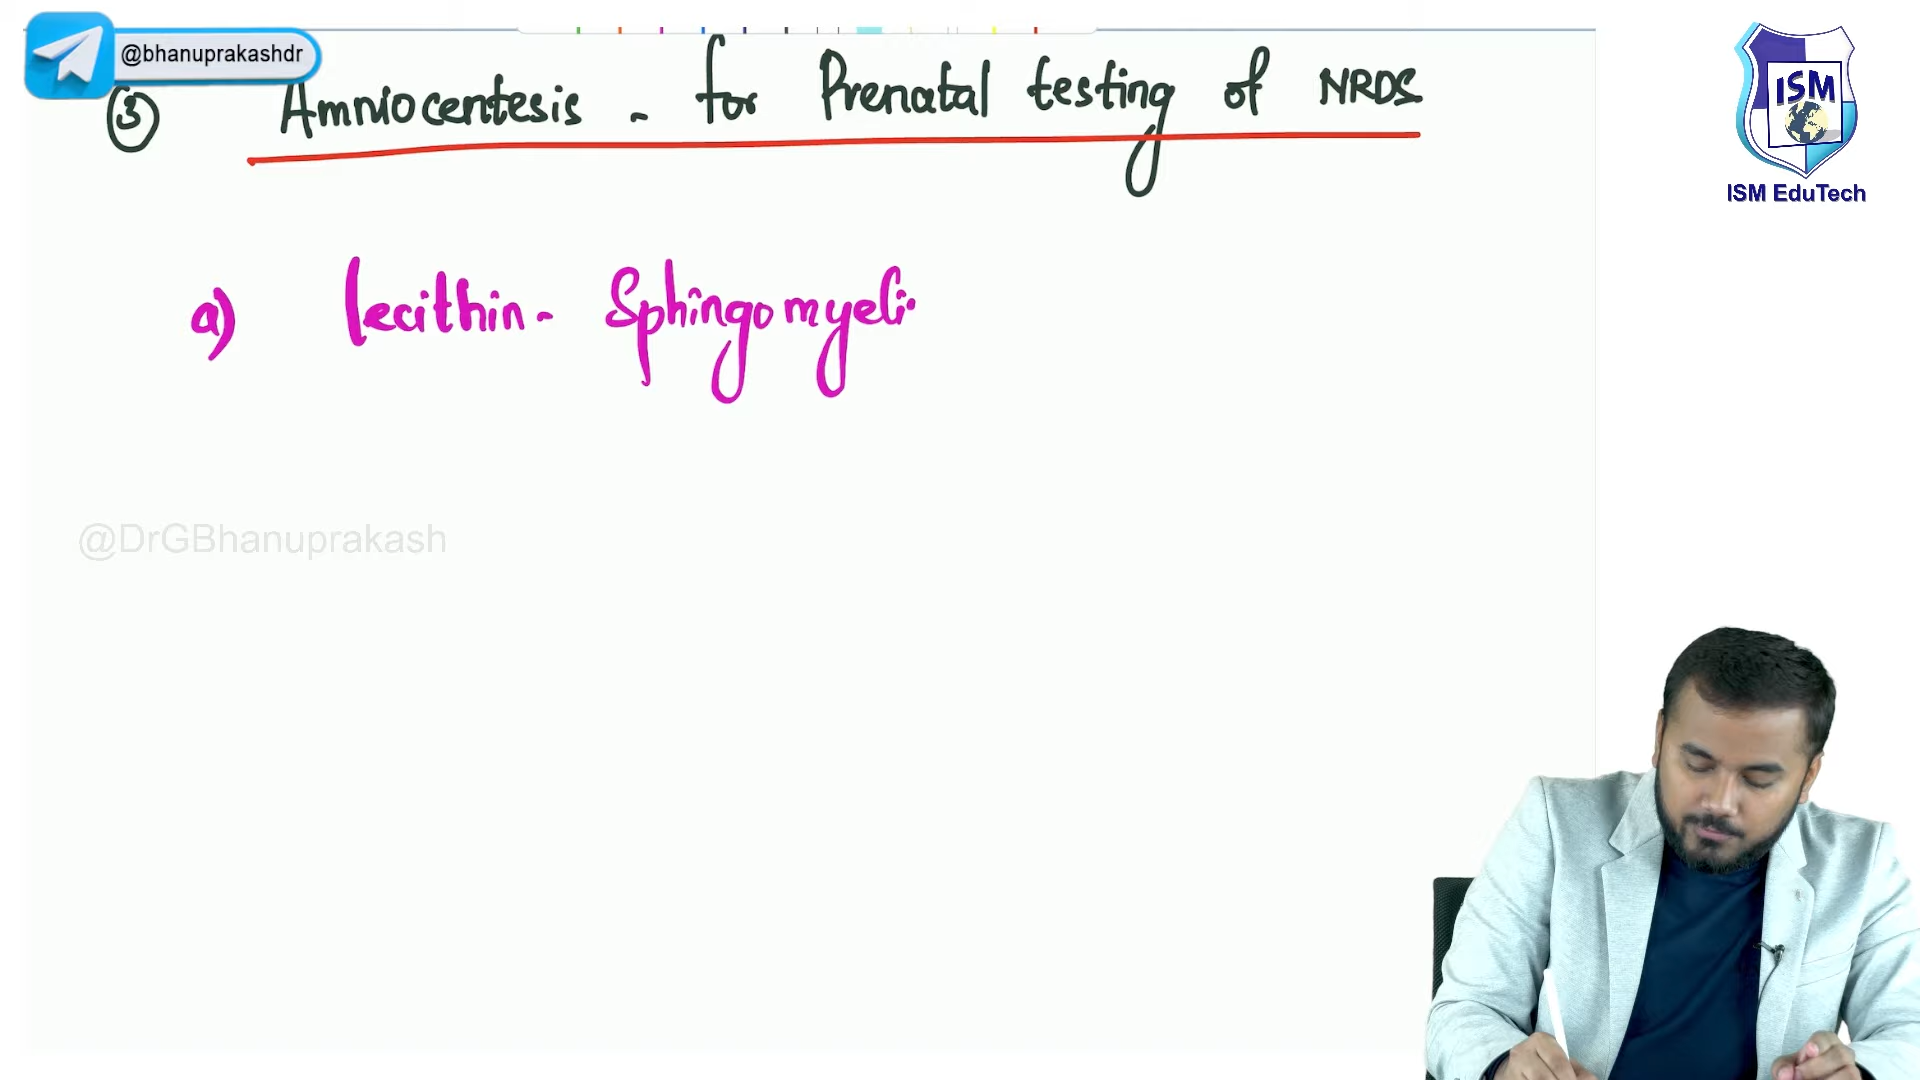 @bhanuprakashdr
③ Amniocentesis - for Prenatal testing of NRDS
ISM
ISM EduTech
a) Lecithin - Sphingomyeli
@DrGBhanuprakash